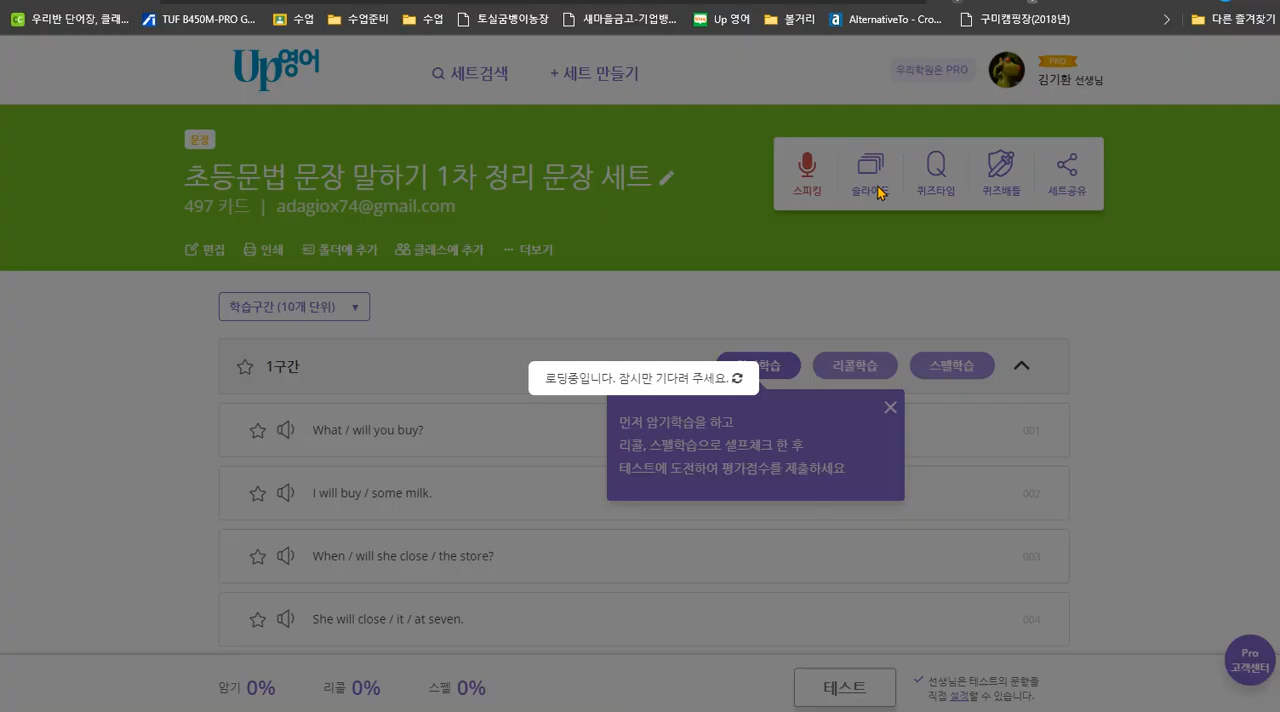 우리반 단어장, 클래... TUF B450M-PRO G... 수업 수업준비 수업 토실굼벵이농장 새마을금고-기업뱅... Up 영어 볼거리 AlternativeTo - Cro... 구미캠핑장(2018년) 다른 즐겨찾기
Up영어 세트검색 + 세트 만들기 우리학원은 PRO PRO
김기환 선생님
문장
초등문법 문장 말하기 1차 정리 문장 세트
497 카드 | adagiox74@gmail.com
스피킹 슬라이드 퀴즈타임 퀴즈배틀 세트공유
편집 인쇄 폴더에 추가 클래스에 추가 ··· 더보기
학습구간 (10개 단위) ▼
1구간 학습 리콜학습 스펠학습
로딩중입니다. 잠시만 기다려 주세요.
먼저 암기학습을 하고
리콜, 스펠학습으로 셀프체크 한 후
테스트에 도전하여 평가점수를 제출하세요
What / will you buy? 001
I will buy / some milk. 002
When / will she close / the store? 003
She will close / it / at seven. 004
Pro
고객센터
암기 0% 리콜 0% 스펠 0% 테스트
선생님은 테스트의 문항을
직접 설정할 수 있습니다.